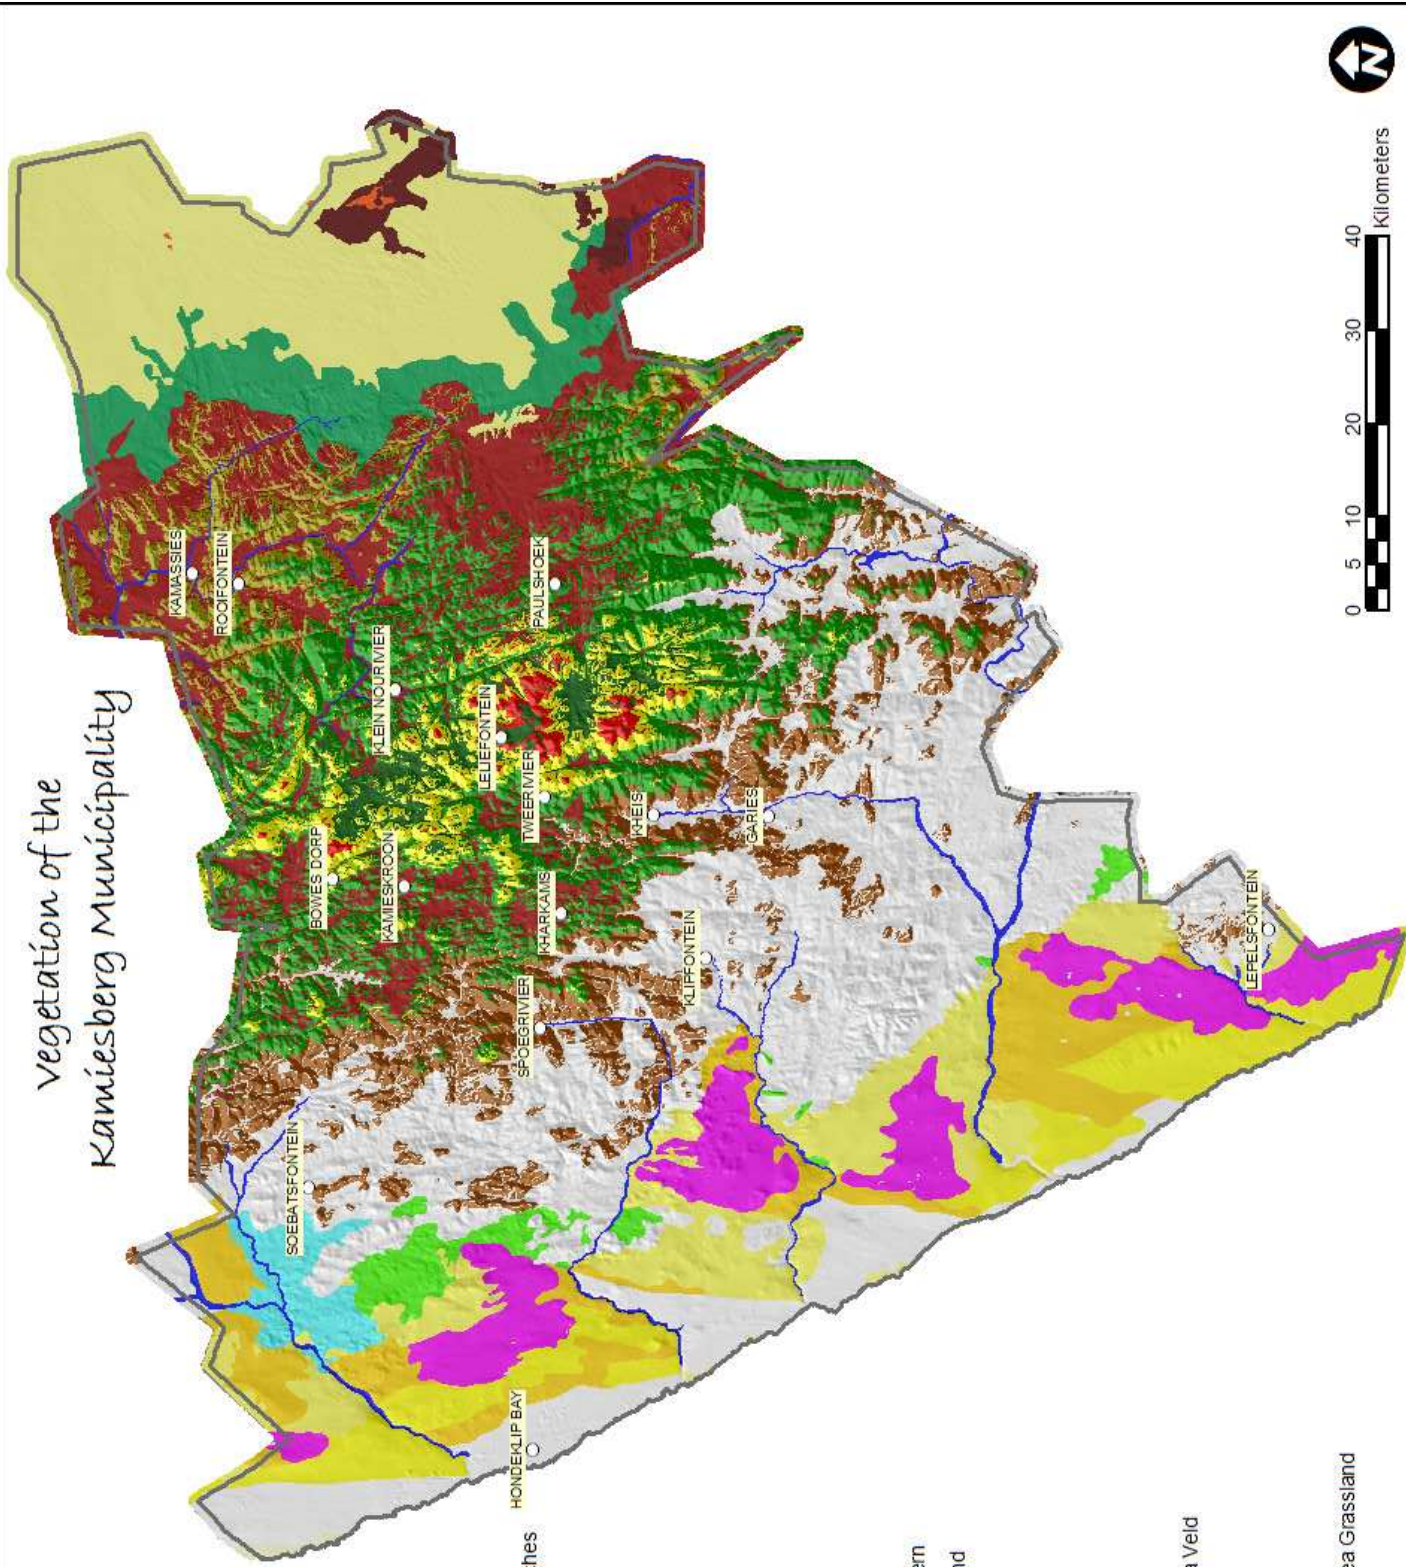 Vegetation of the
Kamiesberg Municipality
KAMASSIES
ROOIFONTEIN
KLEIN NOURIVIER
PAULSHOEK
LELIEFONTEIN
TWEERIVIER
BOWES DORP
KAMIESKROON
KHEIS
GARIES
KHARKAMS
KLIPFONTEIN
SPOEGRIVIER
SOEBATSFONTEIN
LEPELSFONTEIN
HONDEKLIP BAY
N
0 5 10 20 30 40
Kilometers
hes
ern
nd
Veld
ea Grassland